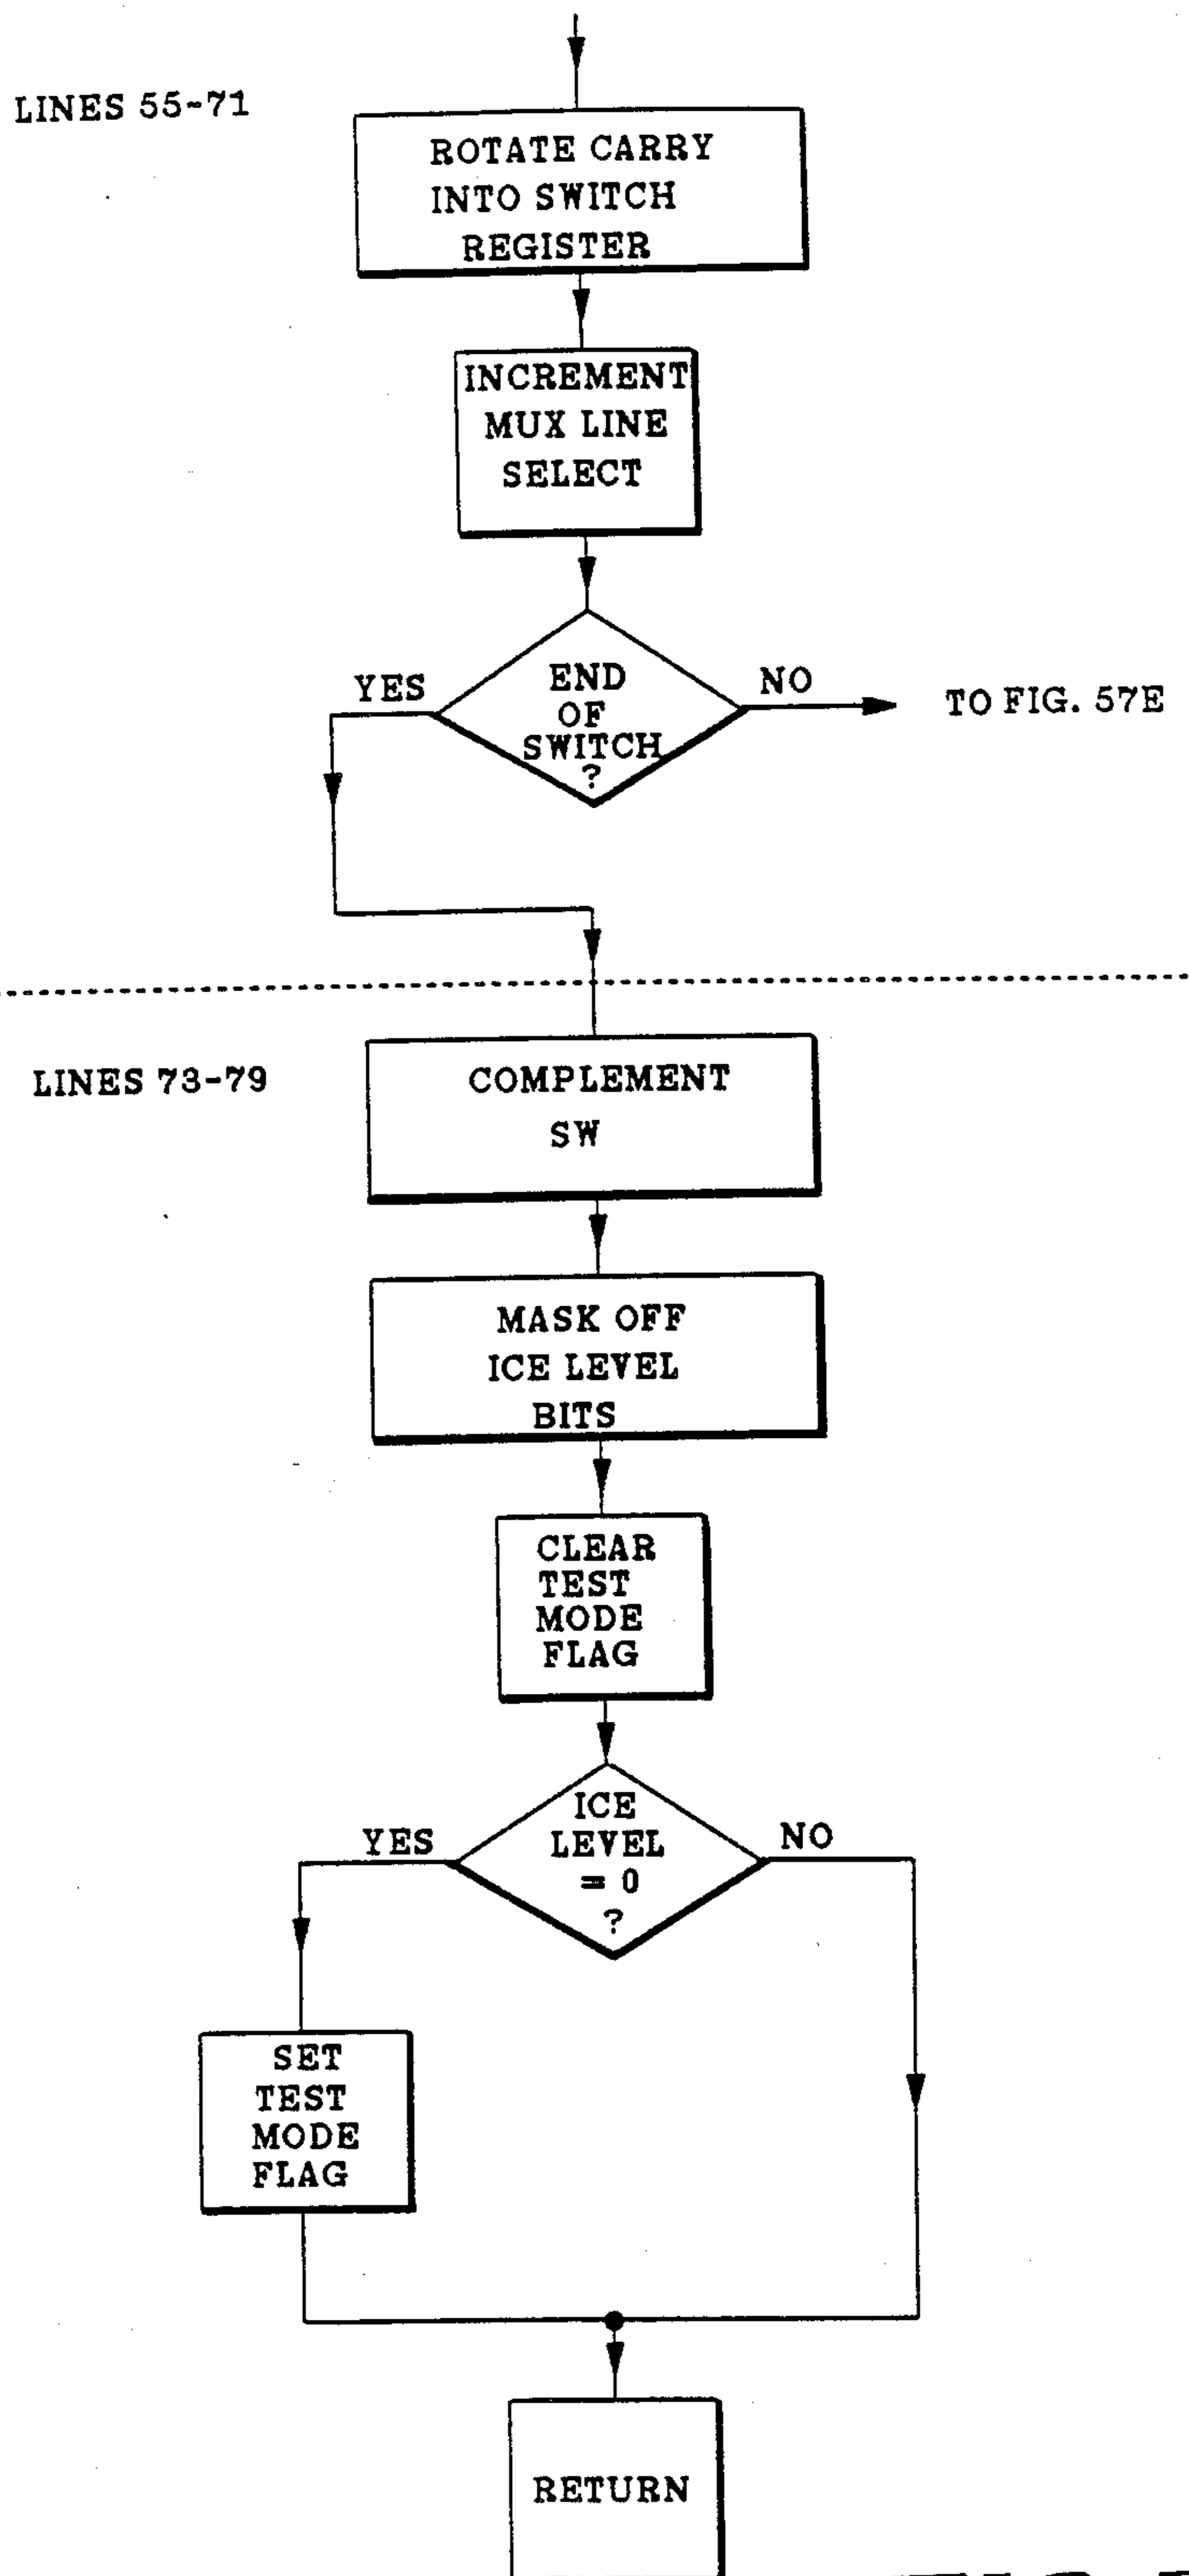 LINES 55-71
ROTATE CARRY
INTO SWITCH
REGISTER
INCREMENT
MUX LINE
SELECT
YES
END
OF
SWITCH
?
NO
TO FIG. 57E
LINES 73-79
COMPLEMENT
SW
MASK OFF
ICE LEVEL
BITS
CLEAR
TEST
MODE
FLAG
YES
ICE
LEVEL
= 0
?
NO
SET
TEST
MODE
FLAG
RETURN